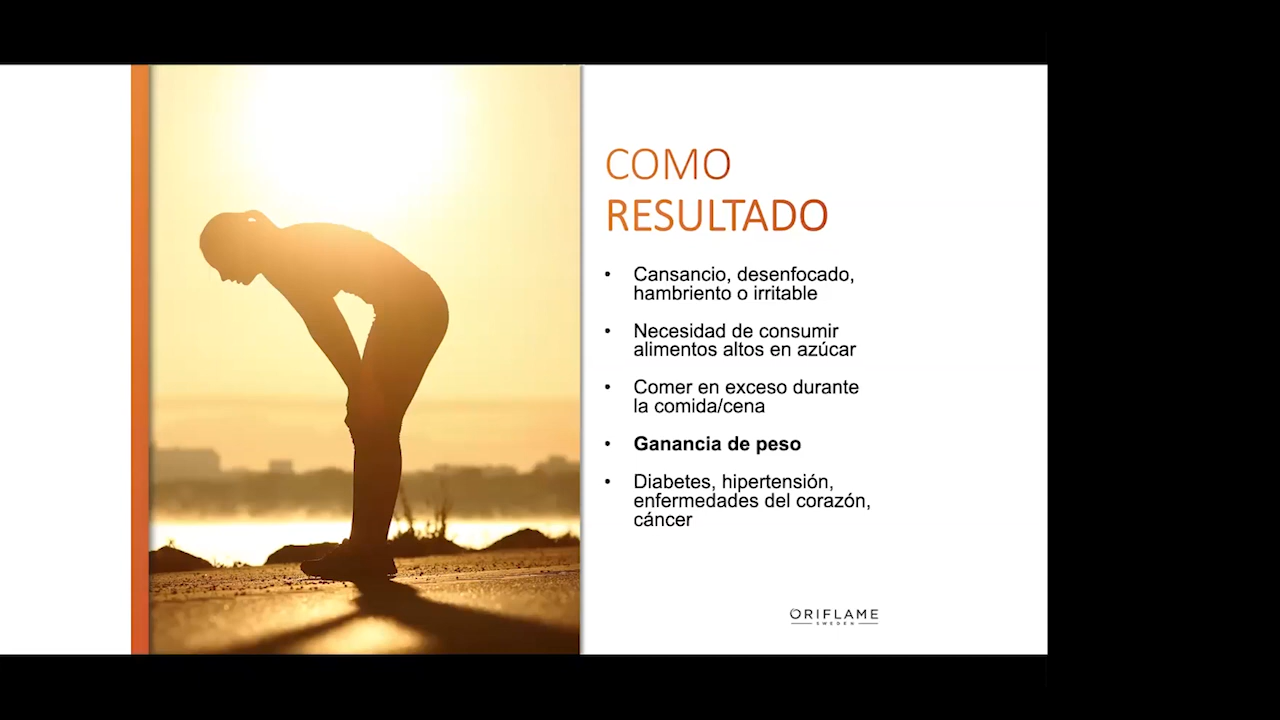 COMO
RESULTADO
• Cansancio, desenfocado,
hambriento o irritable
• Necesidad de consumir
alimentos altos en azúcar
• Comer en exceso durante
la comida/cena
• Ganancia de peso
• Diabetes, hipertensión,
enfermedades del corazón,
cáncer
ORIFLAME
SWEDEN